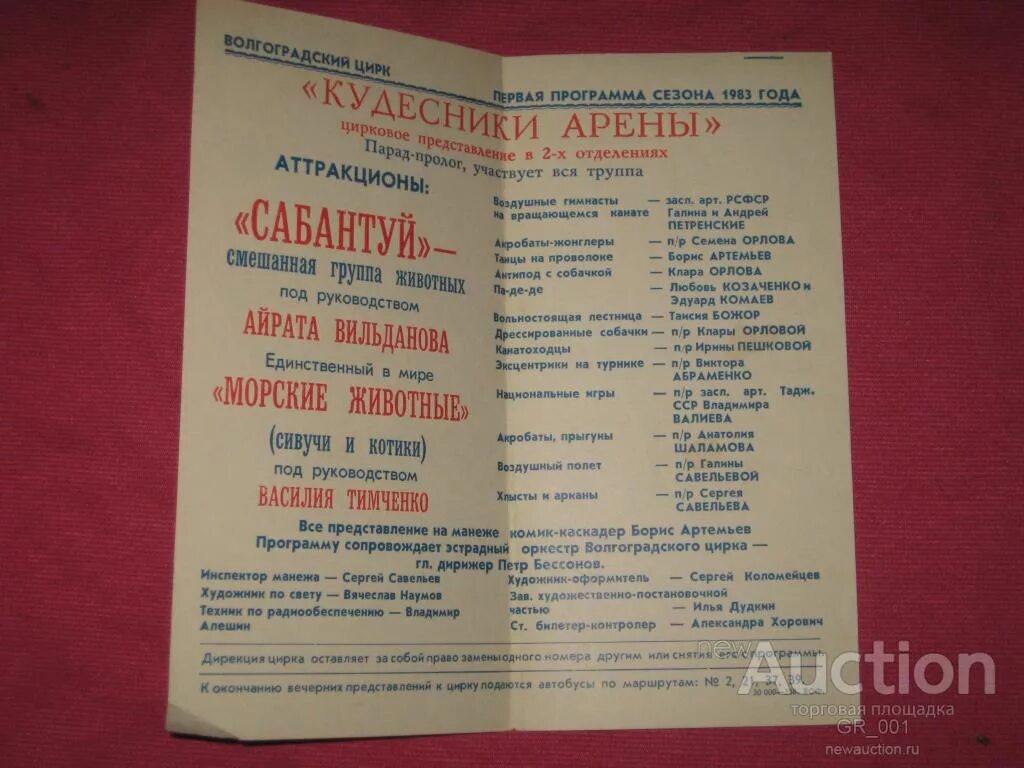 ВОЛГОГРАДСКИЙ ЦИРК
ПЕРВАЯ ПРОГРАММА СЕЗОНА 1983 ГОДА
«КУДЕСНИКИ АРЕНЫ»
цирковое представление в 2-х отделениях
Парад-пролог, участвует вся труппа
АТТРАКЦИОНЫ:
«САБАНТУЙ» —
смешанная группа животных
под руководством
АЙРАТА ВИЛЬДАНОВА
Единственный в мире
«МОРСКИЕ ЖИВОТНЫЕ»
(сивучи и котики)
под руководством
ВАСИЛИЯ ТИМЧЕНКО
Воздушные гимнасты — засл. арт. РСФСР
на вращающемся канате Галина и Андрей
ПЕТРЕНСКИЕ
Акробаты-жонглеры — п/р Семена ОРЛОВА
Танцы на проволоке — Борис АРТЕМЬЕВ
Антипод с собачкой — Клара ОРЛОВА
Па-де-де — Любовь КОЗАЧЕНКО и
Эдуард КОМАЕВ
Вольностоящая лестница — Таисия БОЖОР
Дрессированные собачки — п/р Клары ОРЛОВОЙ
Канатоходцы — п/р Ирины ПЕШКОВОЙ
Эксцентрики на турнике — п/р Виктора
АБРАМЕНКО
Национальные игры — п/р засл. арт. Тадж.
ССР Владимира
ВАЛИЕВА
Акробаты, прыгуны — п/р Анатолия
ШАЛАМОВА
Воздушный полет — п/р Галины
САВЕЛЬЕВОЙ
Хлысты и арканы — п/р Сергея
САВЕЛЬЕВА
Все представление на манеже комик-каскадер Борис Артемьев
Программу сопровождает эстрадный оркестр Волгоградского цирка —
гл. дирижер Петр Бессонов.
Инспектор манежа — Сергей Савельев
Художник по свету — Вячеслав Наумов
Техник по радиообеспечению — Владимир
Алешин
Художник-оформитель — Сергей Коломейцев
Зав. художественно-постановочной
частью — Илья Дудкин
Ст. билетер-контролер — Александра Хорович
Дирекция цирка оставляет за собой право замены одного номера другим или снятия его с программы.
К окончанию вечерних представлений к цирку подаются автобусы по маршрутам: № 2, 21, 37, 39.
newAuction
торговая площадка
GR_001
newauction.ru